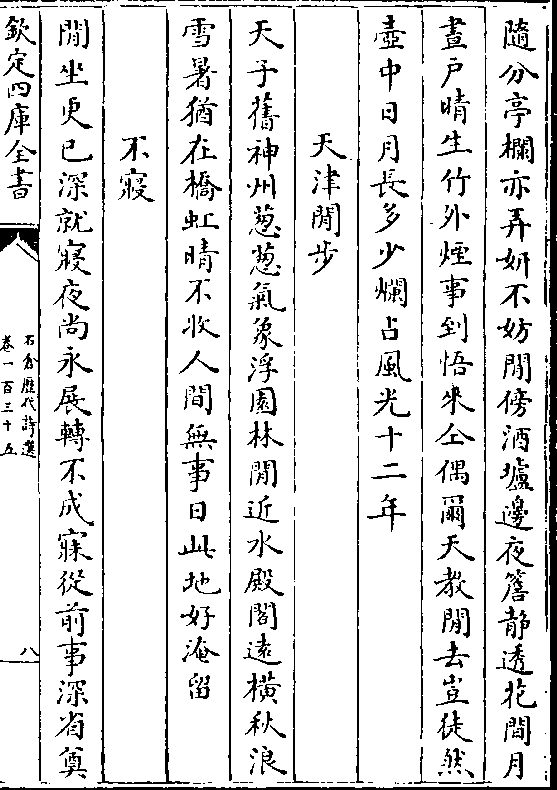 隨分亭欄亦弄妍不妨閒傍酒壚邊夜簷静透花間月
晝戶晴生竹外煙事到悟來仝偶爾天教閒去豈徒然
壺中日月長多少爛占風光十二年
天津閒步
天子舊神州葱葱氣象浮園林閒近水殿閣遠横秋浪
雪暑猶在橋虹晴不收人間無事日此地好淹留
不寢
閒坐更已深就寢夜尚永展轉不成寐從前事深省奠
欽定四庫全書
石倉歷代詩選
卷一百三十五
八